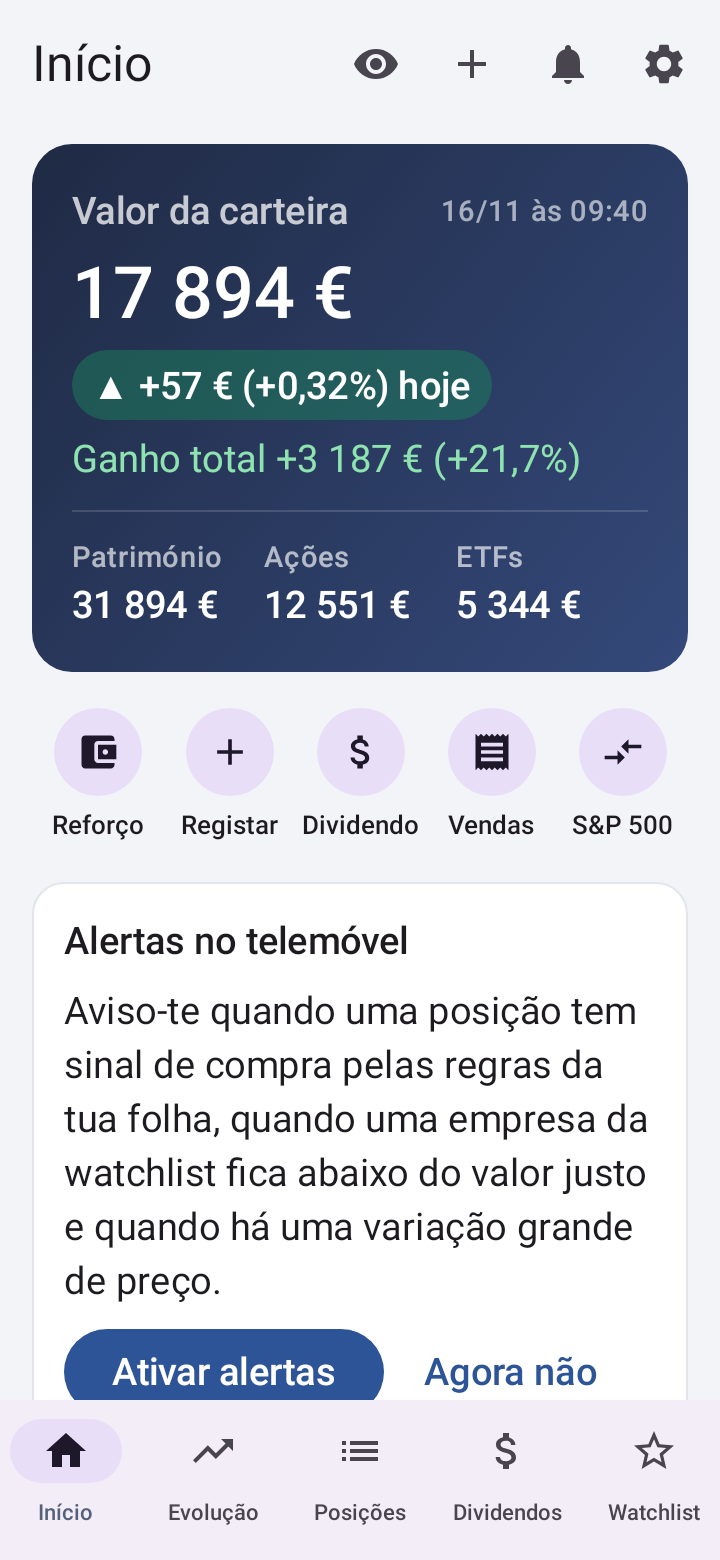 Início
Valor da carteira 16/11 às 09:40
17 894 €
▲ +57 € (+0,32%) hoje
Ganho total +3 187 € (+21,7%)
Património Ações ETFs
31 894 € 12 551 € 5 344 €
Reforço Registar Dividendo Vendas S&P 500
Alertas no telemóvel
Aviso-te quando uma posição tem
sinal de compra pelas regras da
tua folha, quando uma empresa da
watchlist fica abaixo do valor justo
e quando há uma variação grande
de preço.
Ativar alertas Agora não
Início Evolução Posições Dividendos Watchlist